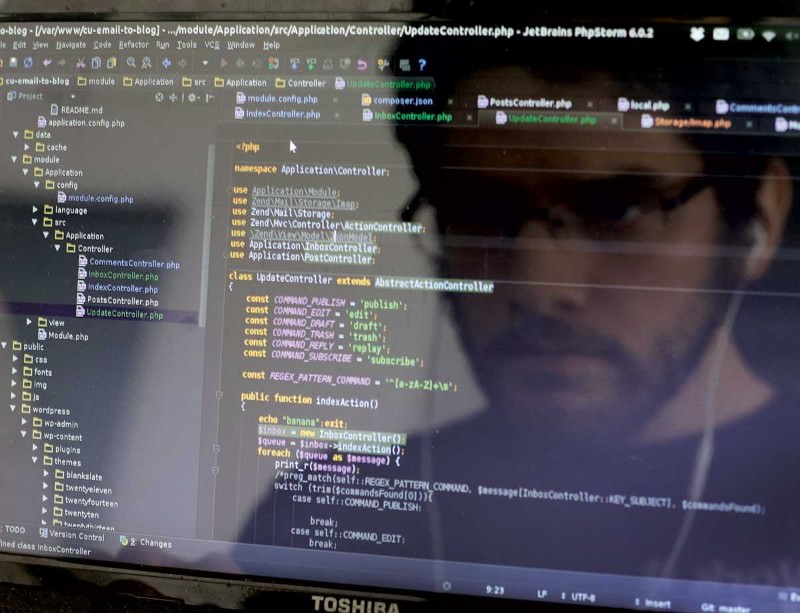 o-blog - [/var/www/cu-email-to-blog] - .../module/Application/src/Application/Controller/UpdateController.php - JetBrains PhpStorm 6.0.2
Edit View Navigate Code Refactor Run Tools VCS Window Help
cu-email-to-blog module Application src Application Controller UpdateController.php
Project
module.config.php composer.json PostsController.php local.php CommentsContr
IndexController.php InboxController.php UpdateController.php Storage/Imap.php
README.md
application.config.php
data
cache
module
Application
config
module.config.php
language
src
Application
Controller
CommentsController.php
InboxController.php
IndexController.php
PostsController.php
UpdateController.php
view
Module.php
public
css
fonts
img
js
wordpress
wp-admin
wp-content
plugins
themes
blankslate
twentyeleven
twentyfourteen
twentyten
twentythirteen
<?php
namespace Application\Controller;
use Application\Module;
use Zend\Mail\Storage\Imap;
use Zend\Mail\Storage;
use Zend\Mvc\Controller\ActionController;
use \Zend\View\Model\JsonModel;
use Application\InboxController;
use Application\PostController;
class UpdateController extends AbstractActionController
{
const COMMAND_PUBLISH = 'publish';
const COMMAND_EDIT = 'edit';
const COMMAND_DRAFT = 'draft';
const COMMAND_TRASH = 'trash';
const COMMAND_REPLY = 'replay';
const COMMAND_SUBSCRIBE = 'subscribe';
const REGEX_PATTERN_COMMAND = '^[a-zA-Z]+\s';
public function indexAction()
{
echo "banana";exit;
$inbox = new InboxController();
$queue = $inbox->indexAction();
foreach ($queue as $message) {
print_r($message);
/*preg_match(self::REGEX_PATTERN_COMMAND, $message[InboxController::KEY_SUBJECT], $commandsFound);
switch (trim($commandsFound[0])){
case self::COMMAND_PUBLISH:
break;
case self::COMMAND_EDIT:
break;
TODO Version Control 9: Changes
fined class InboxController
9:23 LF UTF-8 Insert Git: master
TOSHIBA